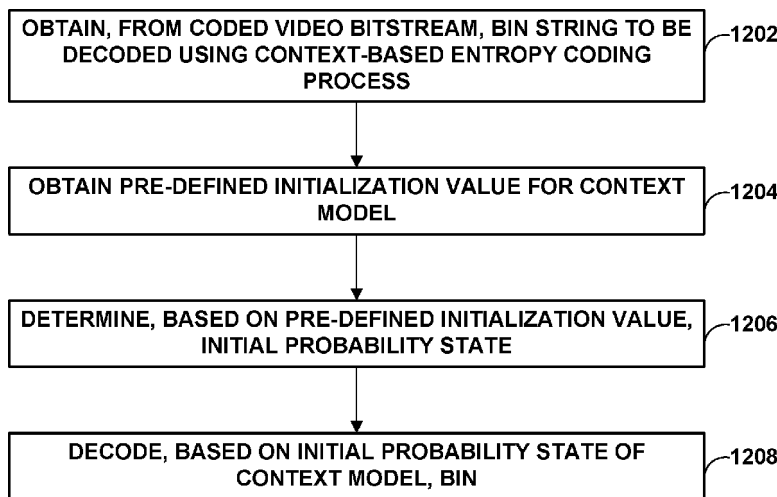 OBTAIN, FROM CODED VIDEO BITSTREAM, BIN STRING TO BE
DECODED USING CONTEXT-BASED ENTROPY CODING
PROCESS
1202
OBTAIN PRE-DEFINED INITIALIZATION VALUE FOR CONTEXT
MODEL
1204
DETERMINE, BASED ON PRE-DEFINED INITIALIZATION VALUE,
INITIAL PROBABILITY STATE
1206
DECODE, BASED ON INITIAL PROBABILITY STATE OF
CONTEXT MODEL, BIN
1208